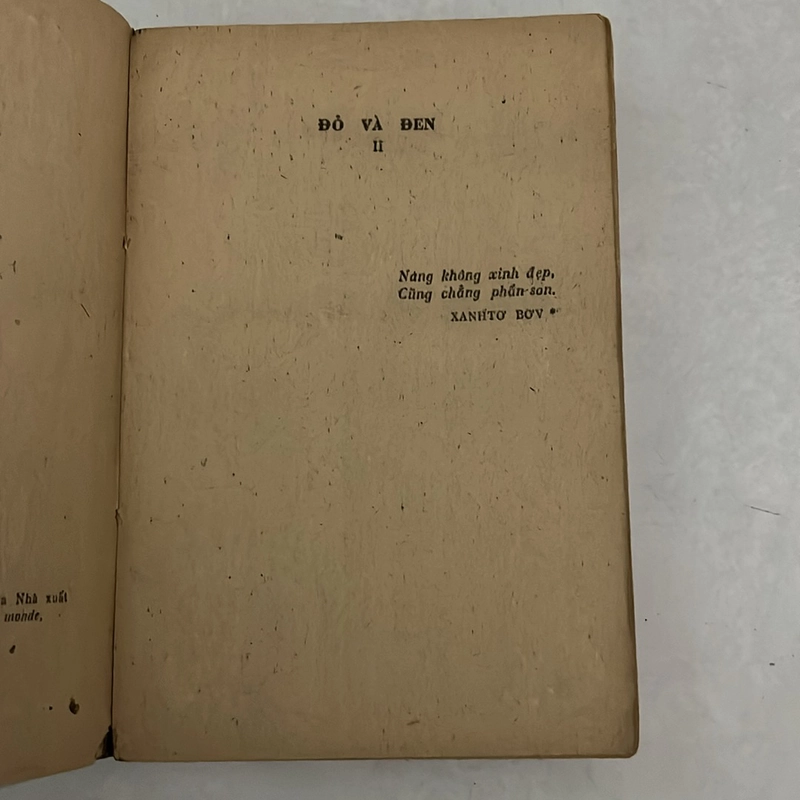 a Nhà xuất
monde.
ĐỎ VÀ ĐEN
II
Nàng không xinh đẹp,
Cũng chẳng phấn son.
XANHTƠ BƠV *